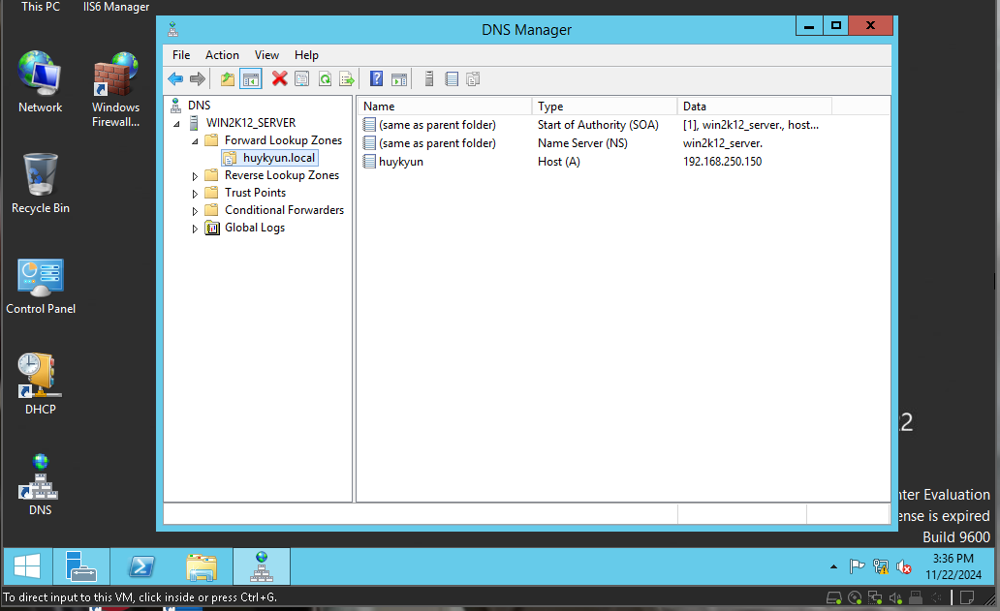 This PC
IIS6 Manager
DNS Manager
File Action View Help
Network
Windows
Firewall...
Recycle Bin
Control Panel
DHCP
DNS
DNS
WIN2K12_SERVER
Forward Lookup Zones
huykyun.local
Reverse Lookup Zones
Trust Points
Conditional Forwarders
Global Logs
Name Type Data
(same as parent folder) Start of Authority (SOA) [1], win2k12_server., host...
(same as parent folder) Name Server (NS) win2k12_server.
huykyun Host (A) 192.168.250.150
2
nter Evaluation
ense is expired
Build 9600
3:36 PM
11/22/2024
To direct input to this VM, click inside or press Ctrl+G.